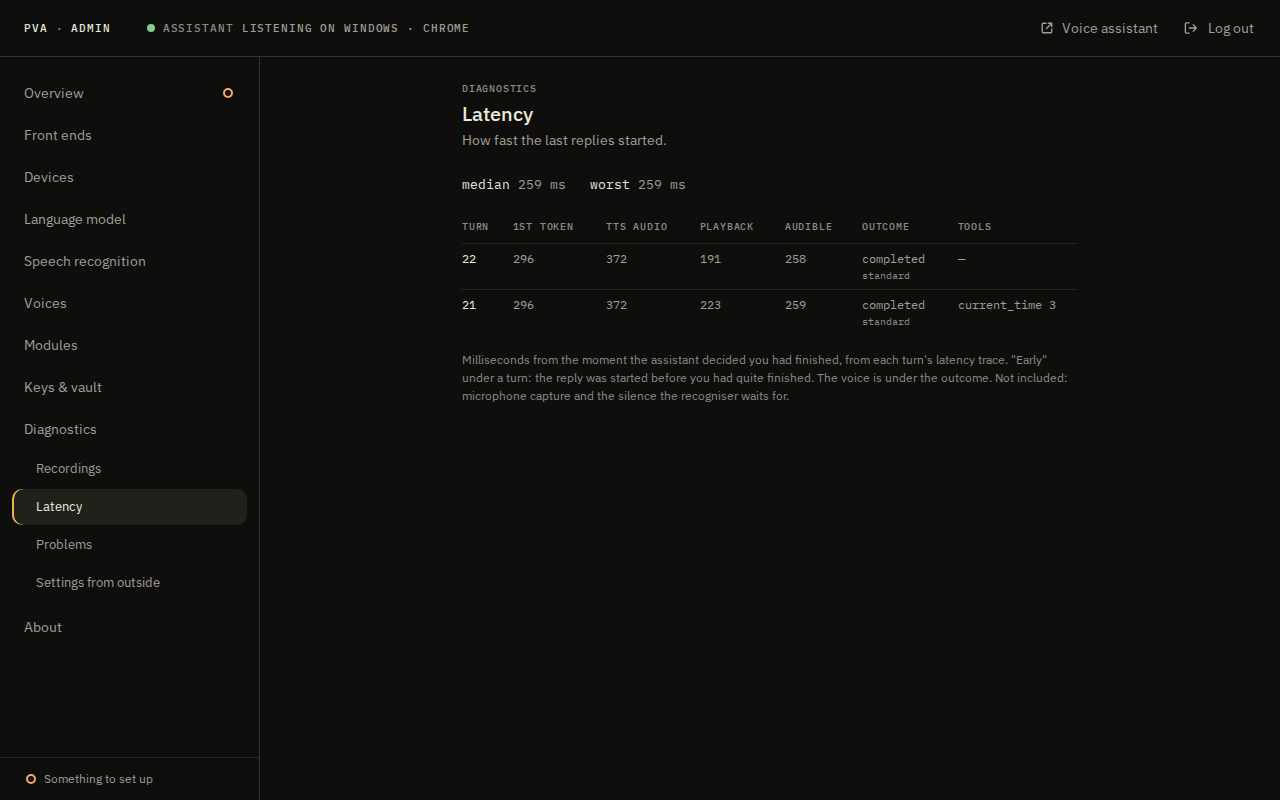 PVA · ADMIN
ASSISTANT LISTENING ON WINDOWS · CHROME
Voice assistant
Log out
Overview
Front ends
Devices
Language model
Speech recognition
Voices
Modules
Keys & vault
Diagnostics
Recordings
Latency
Problems
Settings from outside
About
Something to set up
DIAGNOSTICS
Latency
How fast the last replies started.
median 259 ms worst 259 ms
TURN 1ST TOKEN TTS AUDIO PLAYBACK AUDIBLE OUTCOME TOOLS
22 296 372 191 258 completed —
standard
21 296 372 223 259 completed current_time 3
standard
Milliseconds from the moment the assistant decided you had finished, from each turn's latency trace. "Early"
under a turn: the reply was started before you had quite finished. The voice is under the outcome. Not included:
microphone capture and the silence the recogniser waits for.